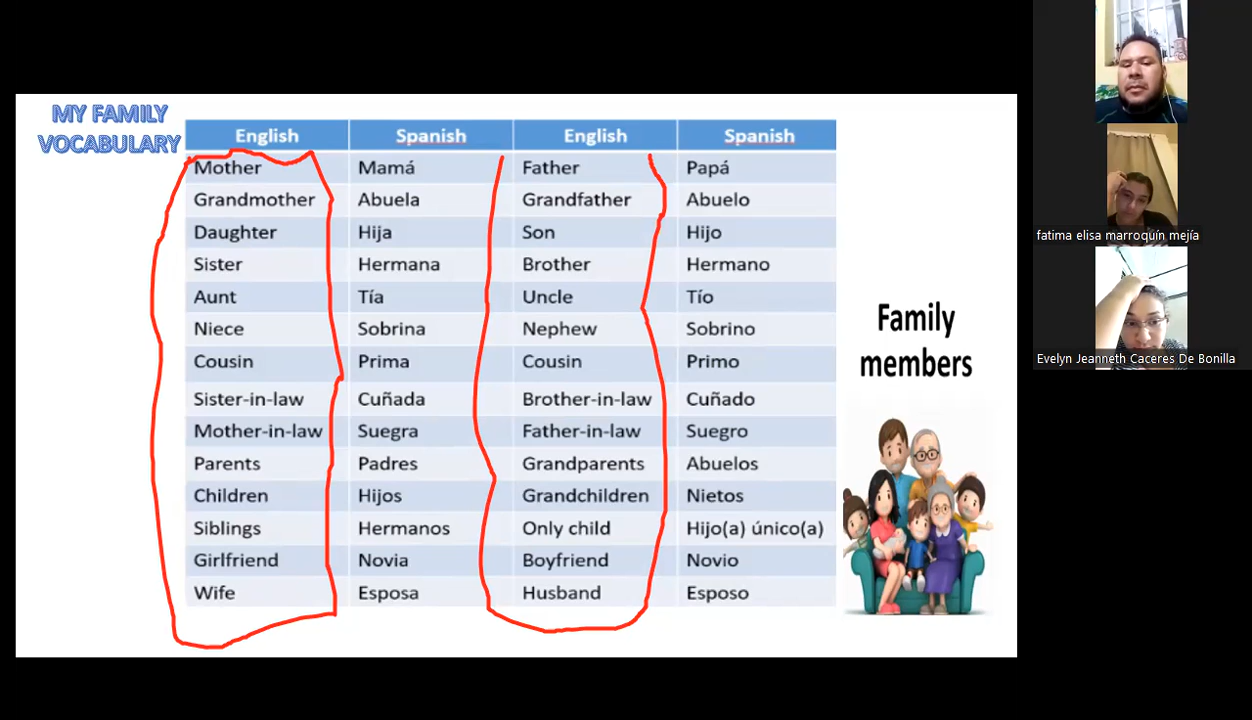 MY FAMILY
VOCABULARY
English Spanish English Spanish
Mother Mamá Father Papá
Grandmother Abuela Grandfather Abuelo
Daughter Hija Son Hijo
Sister Hermana Brother Hermano
Aunt Tía Uncle Tío
Niece Sobrina Nephew Sobrino
Cousin Prima Cousin Primo
Sister-in-law Cuñada Brother-in-law Cuñado
Mother-in-law Suegra Father-in-law Suegro
Parents Padres Grandparents Abuelos
Children Hijos Grandchildren Nietos
Siblings Hermanos Only child Hijo(a) único(a)
Girlfriend Novia Boyfriend Novio
Wife Esposa Husband Esposo
Family
members
fatima elisa marroquín mejía
Evelyn Jeanneth Caceres De Bonilla